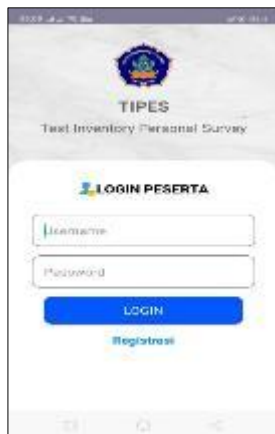 TIPES
Test Inventory Personal Survey
LOGIN PESERTA
Username
Password
LOGIN
Registrasi